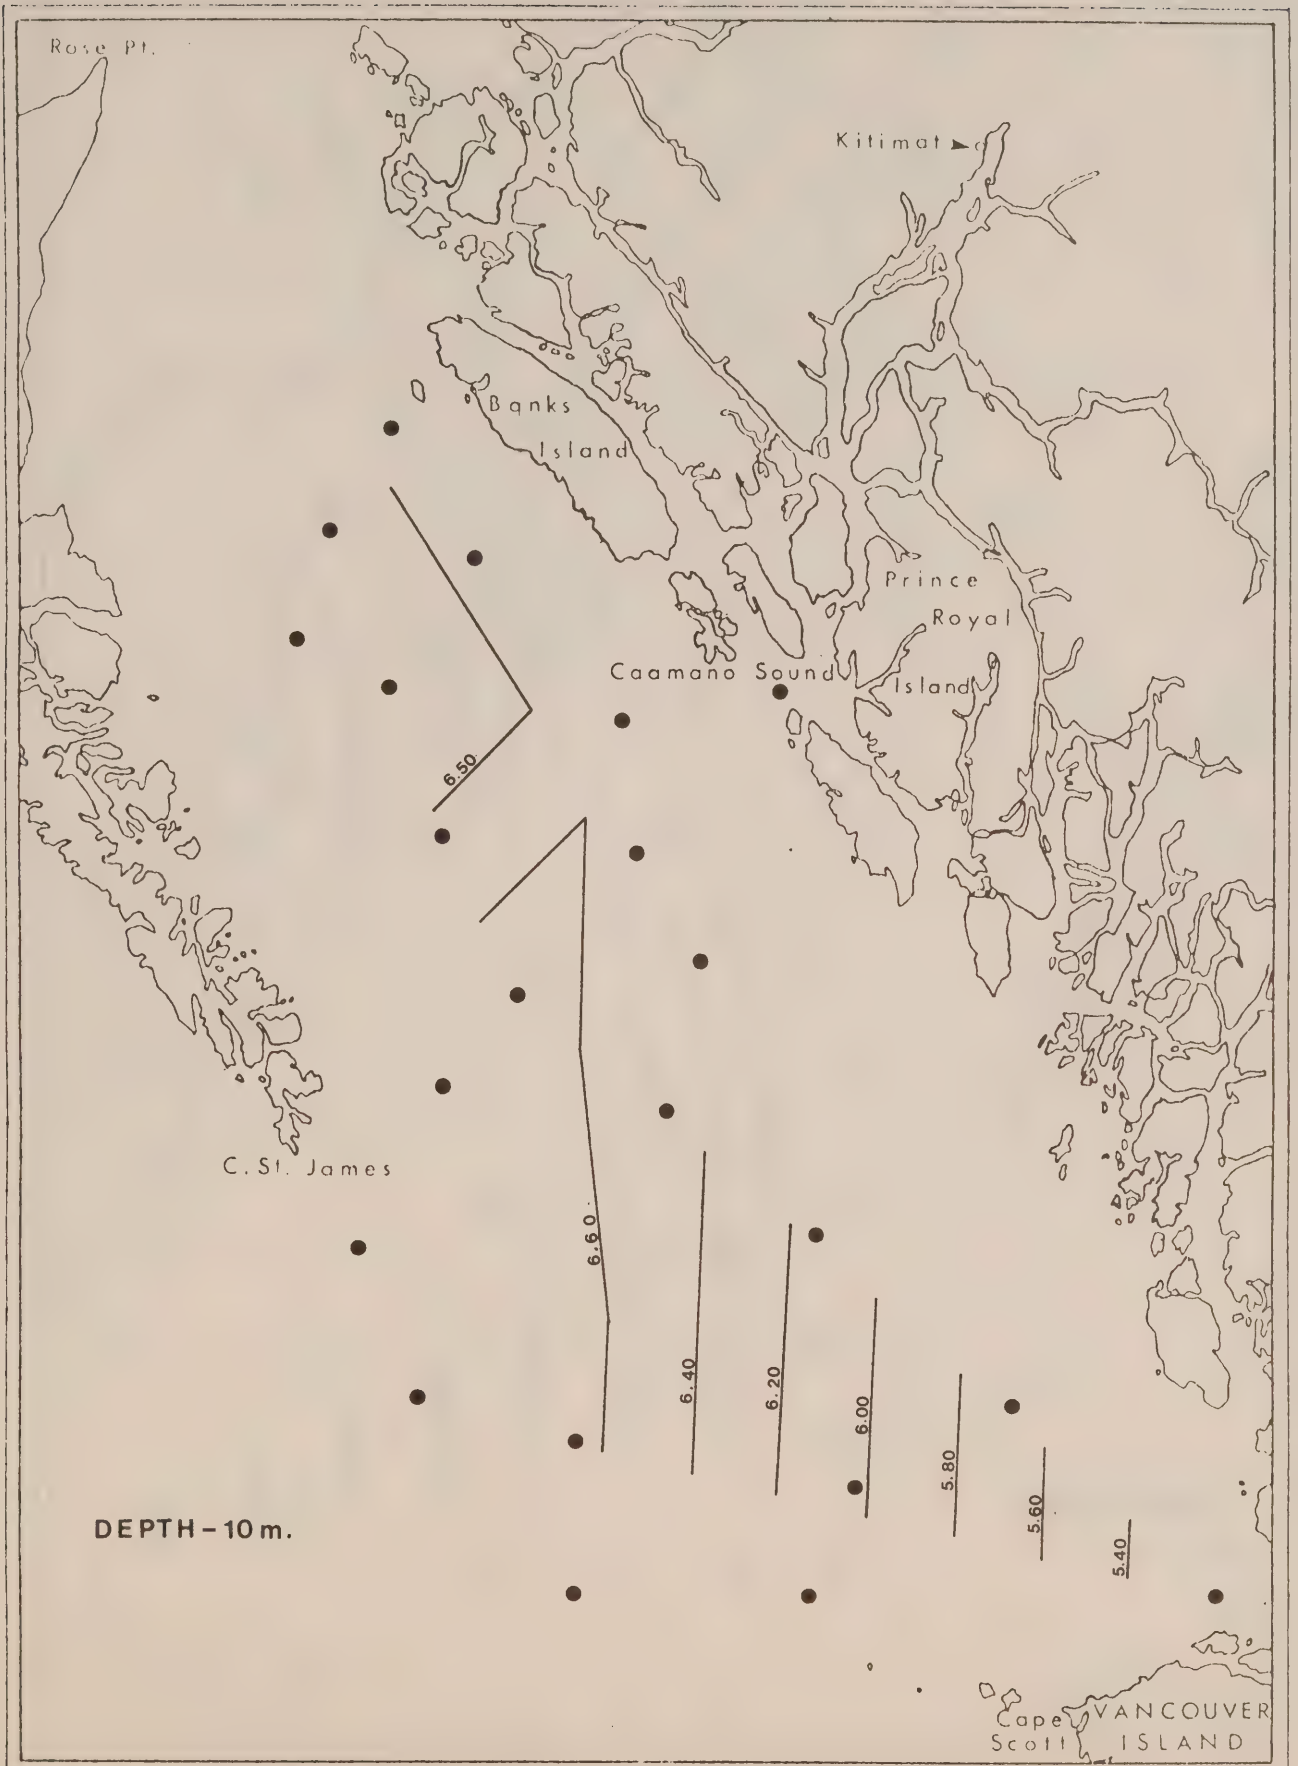 Rose Pt.
Kitimat
Banks
Island
Prince
Royal
Island
Caamano Sound
6.50
C. St. James
6.60
6.40
6.20
6.00
5.80
5.60
5.40
DEPTH-10m.
Cape
Scott
VANCOUVER
ISLAND